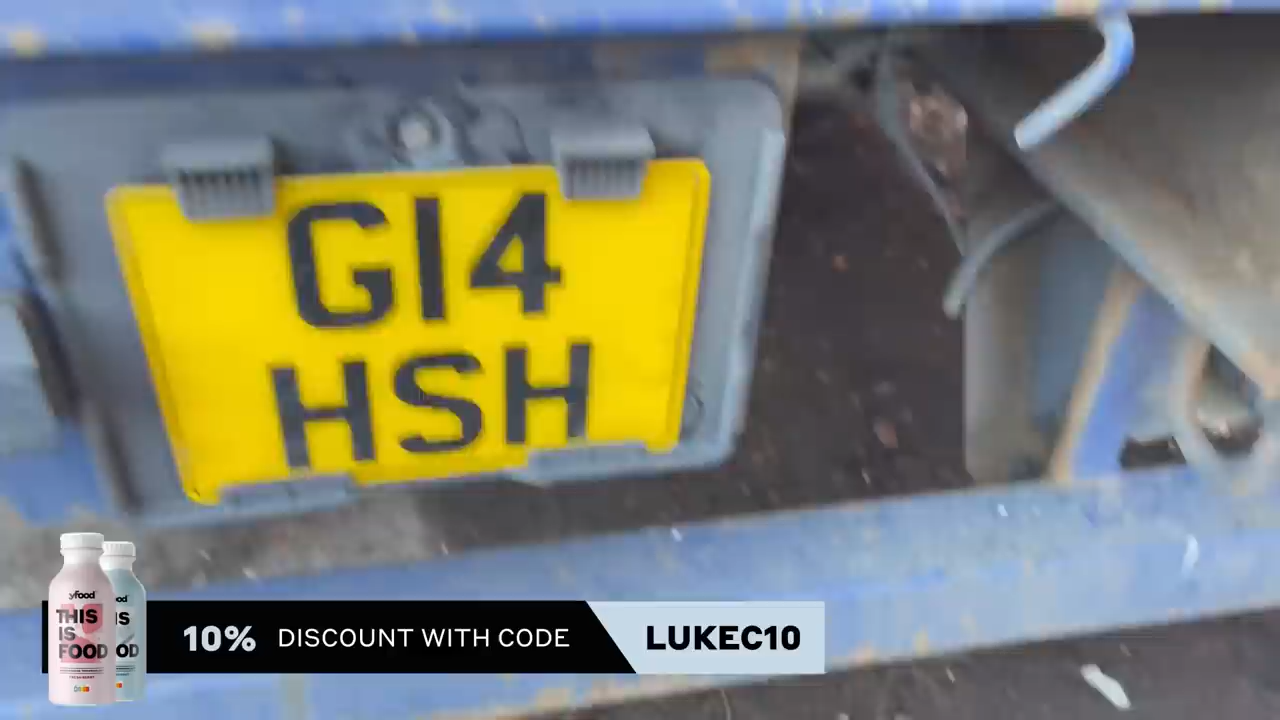 G14
HSH
yfood
THIS
IS
FOOD
10% DISCOUNT WITH CODE
LUKEC10